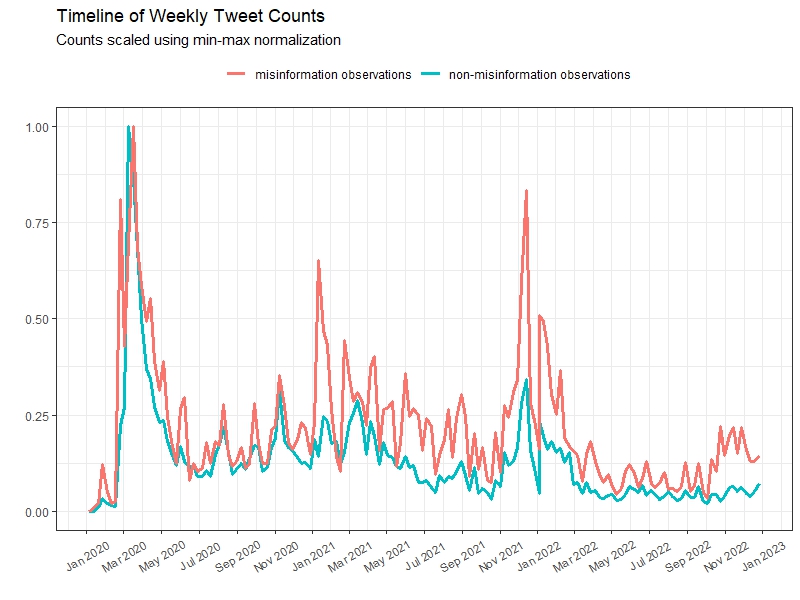 Timeline of Weekly Tweet Counts
Counts scaled using min-max normalization
misinformation observations non-misinformation observations
1.00
0.75
0.50
0.25
0.00
Jan 2020 Mar 2020 May 2020 Jul 2020 Sep 2020 Nov 2020 Jan 2021 Mar 2021 May 2021 Jul 2021 Sep 2021 Nov 2021 Jan 2022 Mar 2022 May 2022 Jul 2022 Sep 2022 Nov 2022 Jan 2023